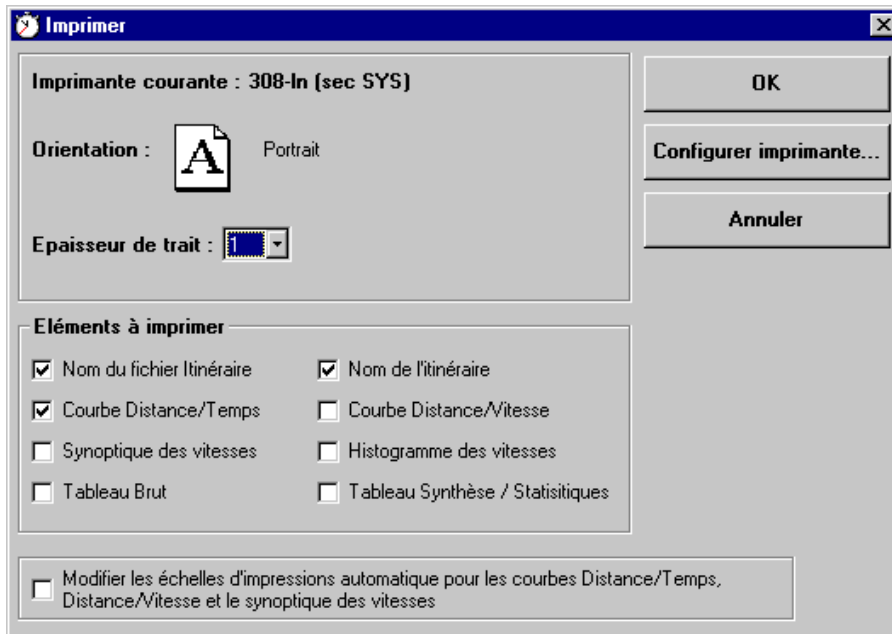 Imprimer
Imprimante courante : 308-In (sec SYS)
OK
Orientation :
A
Portrait
Configurer imprimante...
Annuler
Epaisseur de trait : 1
Eléments à imprimer
Nom du fichier Itinéraire
Nom de l'itinéraire
Courbe Distance/Temps
Courbe Distance/Vitesse
Synoptique des vitesses
Histogramme des vitesses
Tableau Brut
Tableau Synthèse / Statisitiques
Modifier les échelles d'impressions automatique pour les courbes Distance/Temps,
Distance/Vitesse et le synoptique des vitesses